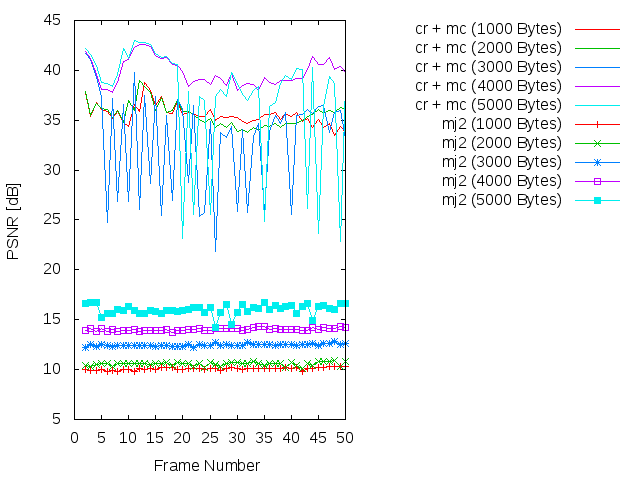 45
40
35
30
25
20
15
10
5
PSNR [dB]
0 5 10 15 20 25 30 35 40 45 50
Frame Number
cr + mc (1000 Bytes)
cr + mc (2000 Bytes)
cr + mc (3000 Bytes)
cr + mc (4000 Bytes)
cr + mc (5000 Bytes)
mj2 (1000 Bytes)
mj2 (2000 Bytes)
mj2 (3000 Bytes)
mj2 (4000 Bytes)
mj2 (5000 Bytes)